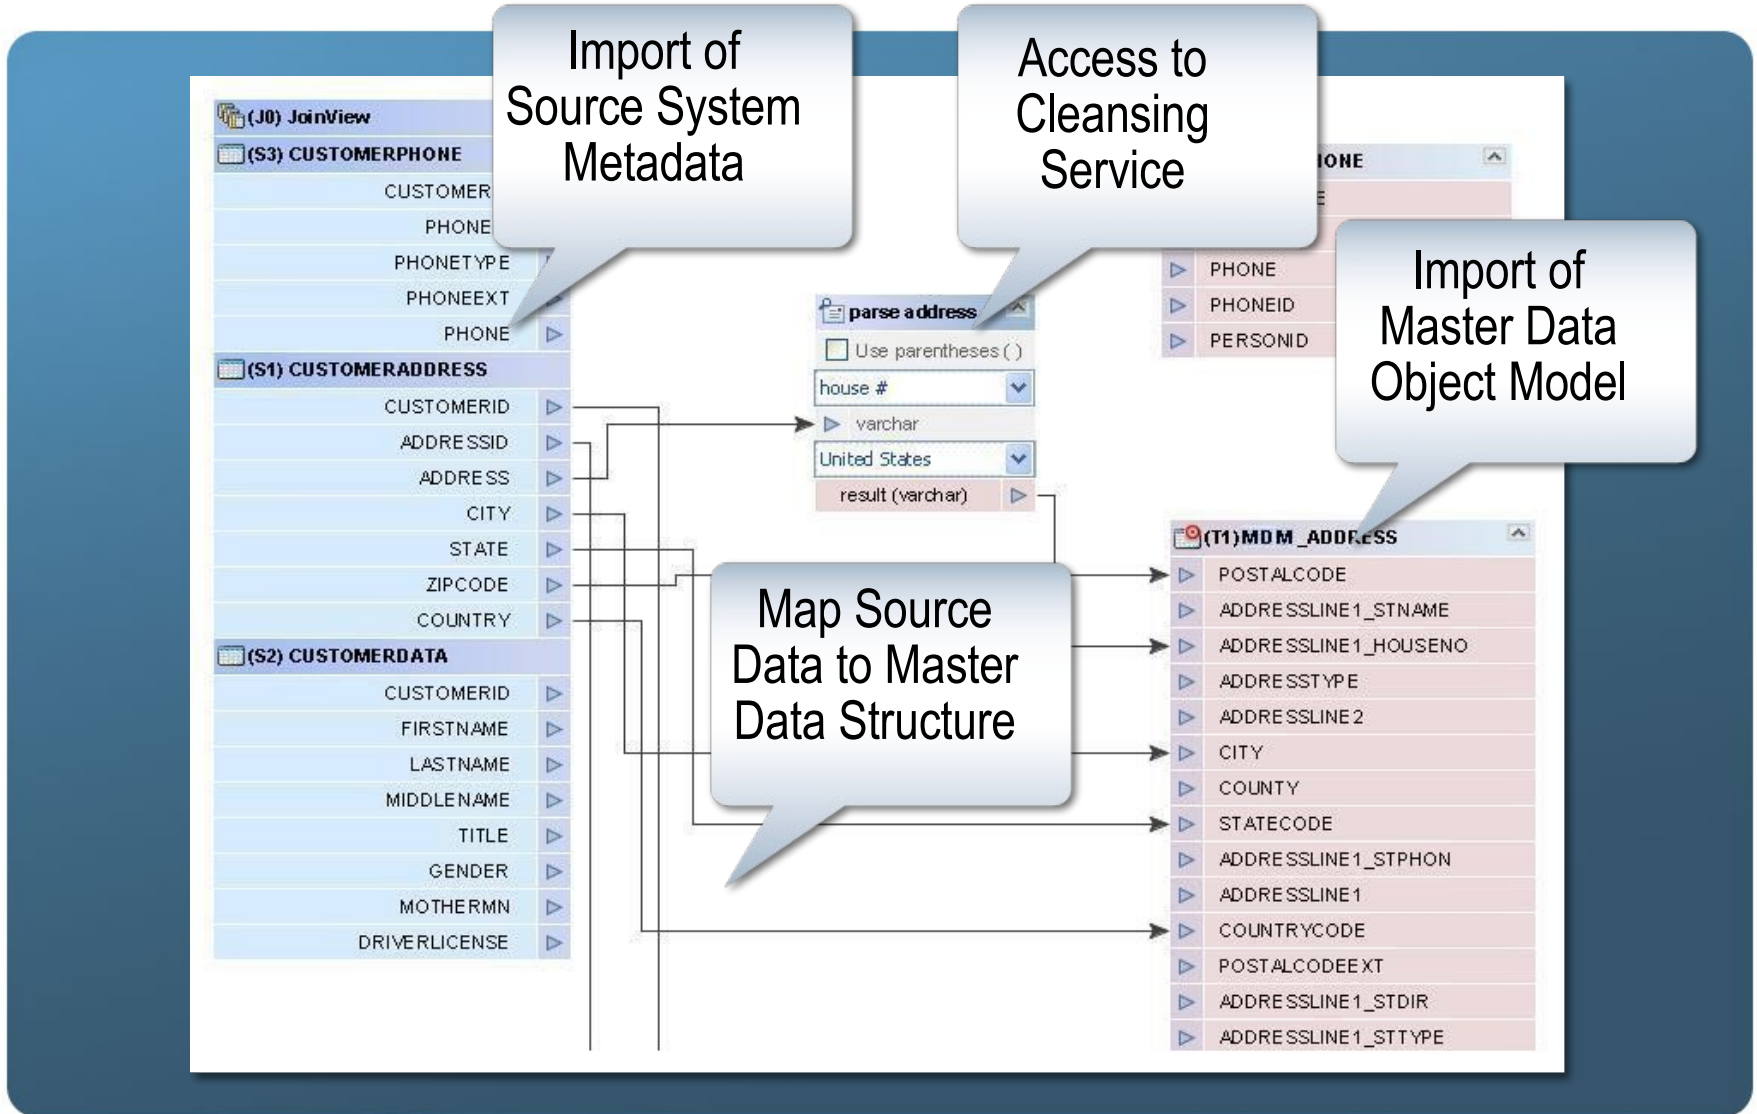 Import of
Source System
Metadata
Access to
Cleansing
Service
Import of
Master Data
Object Model
Map Source
Data to Master
Data Structure
(J0) JoinView
(S3) CUSTOMERPHONE
PHONETYPE
PHONEEXT
PHONE
(S1) CUSTOMERADDRESS
CUSTOMERID
ADDRESSID
ADDRESS
CITY
STATE
ZIPCODE
COUNTRY
(S2) CUSTOMERDATA
CUSTOMERID
FIRSTNAME
LASTNAME
MIDDLENAME
TITLE
GENDER
MOTHERMN
DRIVERLICENSE
parse address
Use parentheses ( )
house #
varchar
United States
result (varchar)
PHONE
PHONEID
PERSONID
(T1)MDM_ADDRESS
POSTALCODE
ADDRESSLINE1_STNAME
ADDRESSLINE1_HOUSENO
ADDRESSTYPE
ADDRESSLINE2
CITY
COUNTY
STATECODE
ADDRESSLINE1_STPHON
ADDRESSLINE1
COUNTRYCODE
POSTALCODEEXT
ADDRESSLINE1_STDIR
ADDRESSLINE1_STTYPE